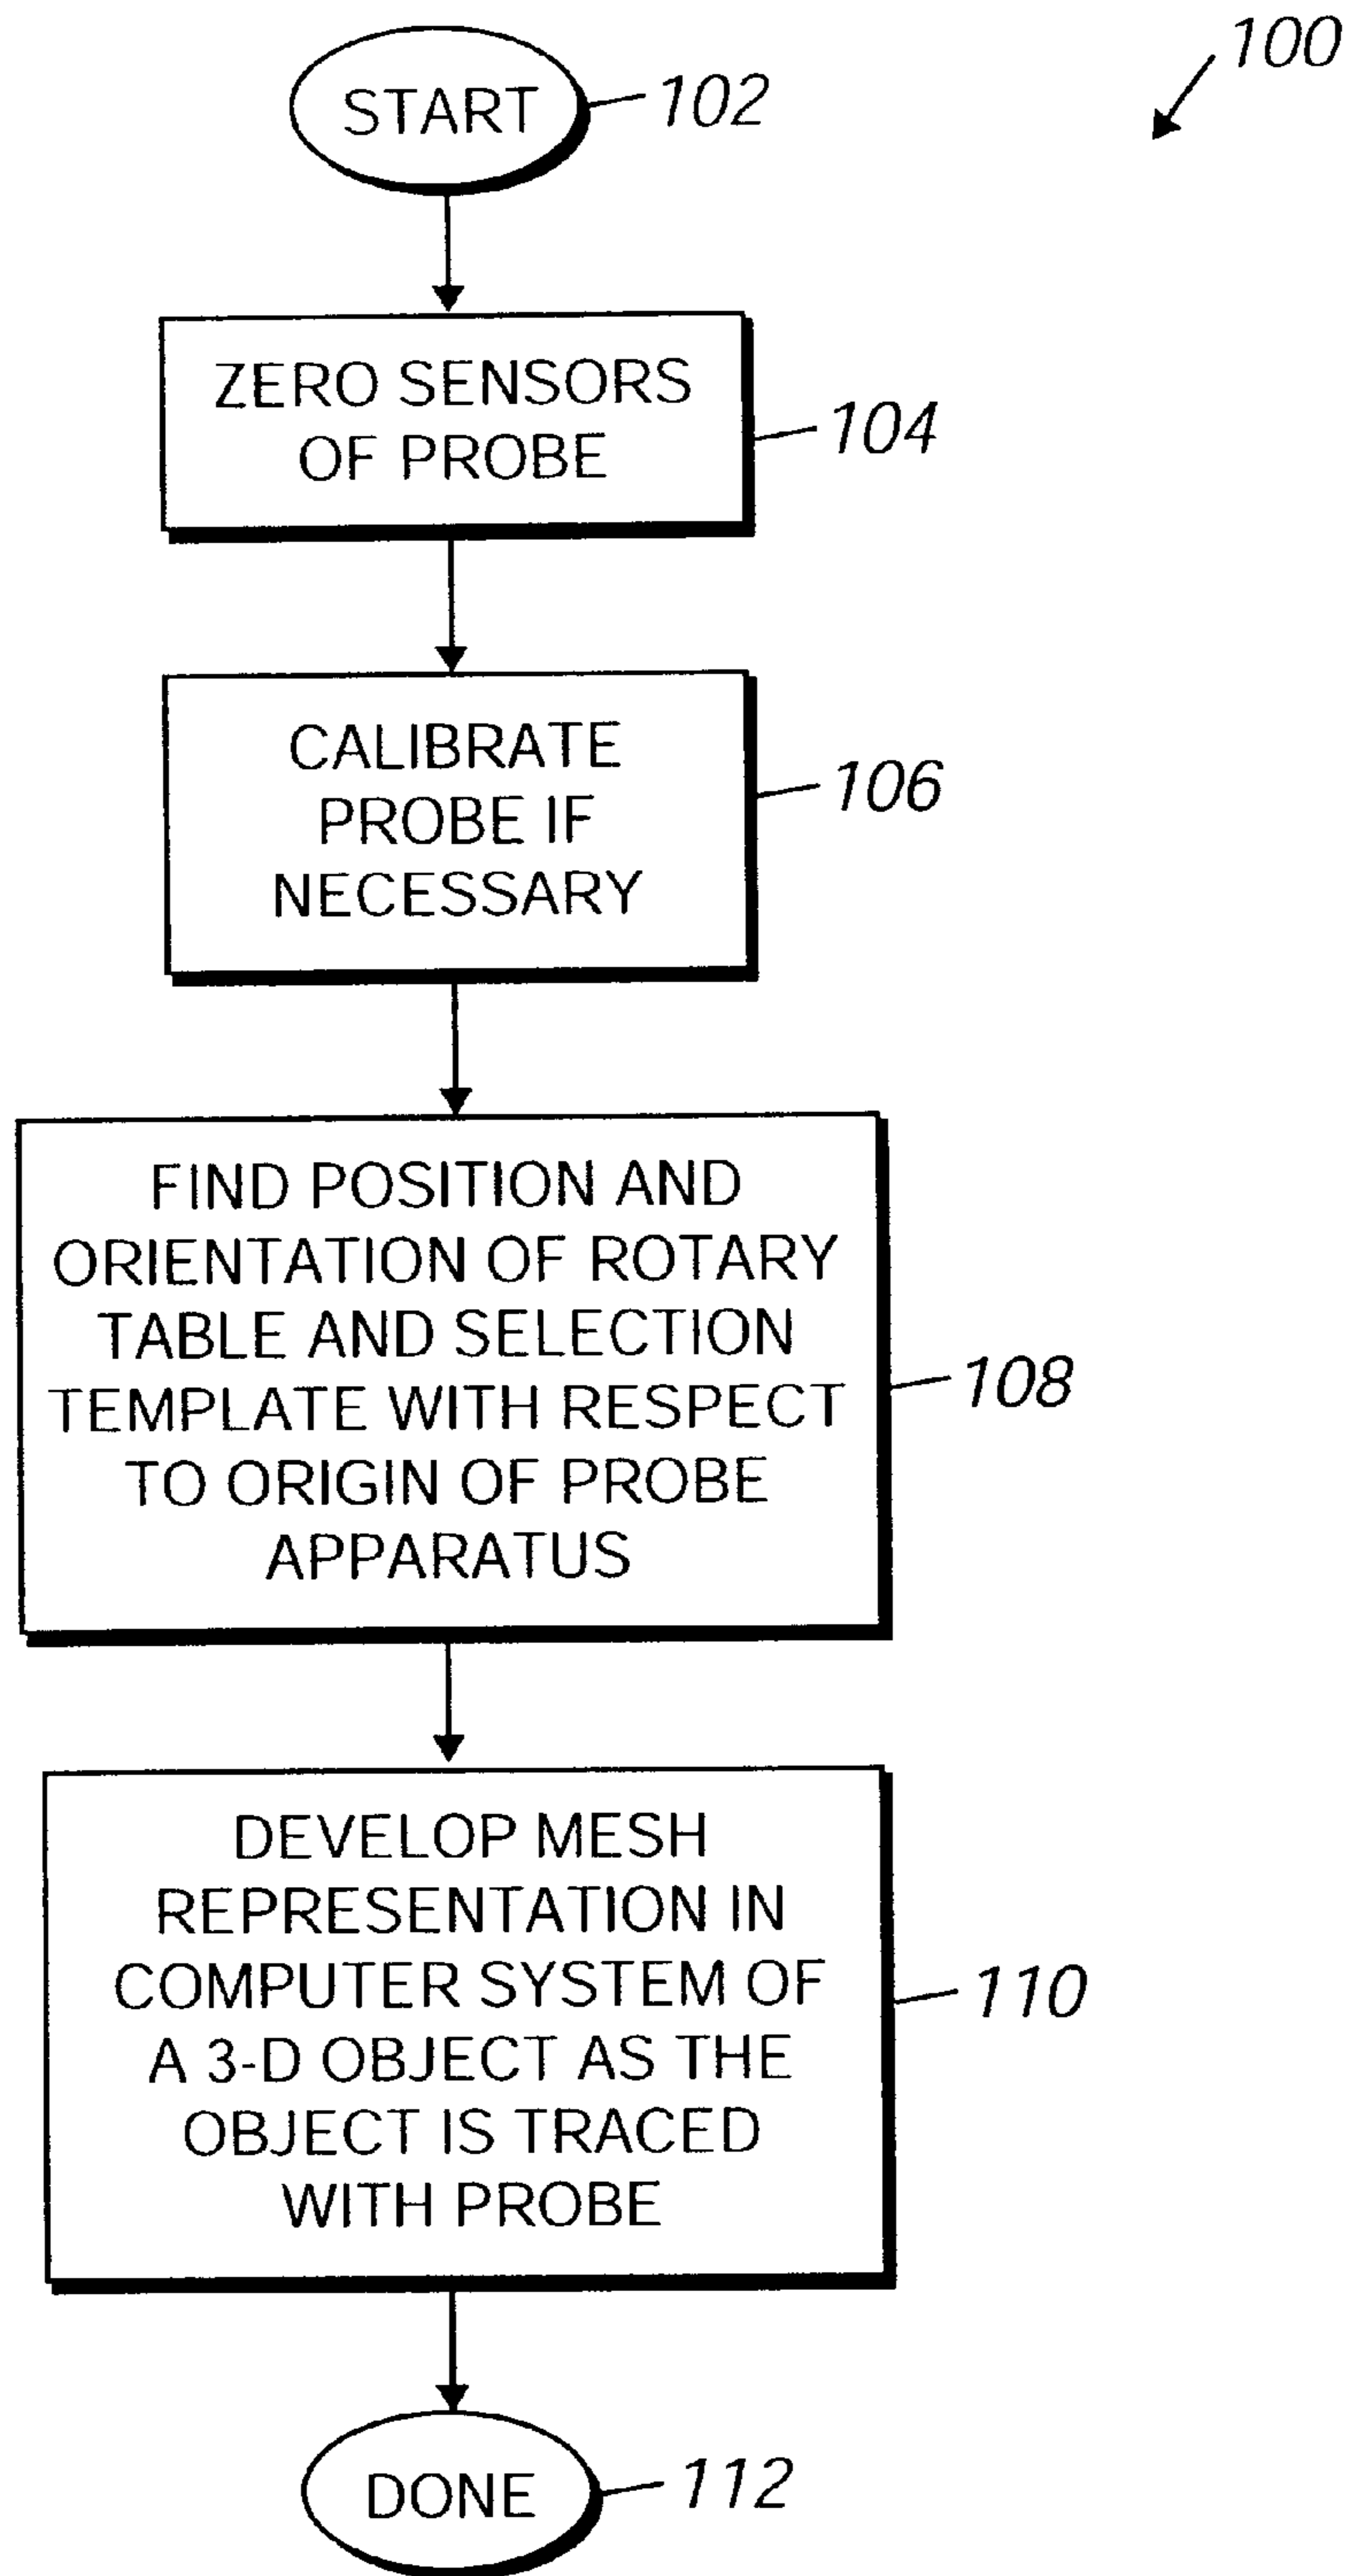 100
START
102
ZERO SENSORS
OF PROBE
104
CALIBRATE
PROBE IF
NECESSARY
106
FIND POSITION AND
ORIENTATION OF ROTARY
TABLE AND SELECTION
TEMPLATE WITH RESPECT
TO ORIGIN OF PROBE
APPARATUS
108
DEVELOP MESH
REPRESENTATION IN
COMPUTER SYSTEM OF
A 3-D OBJECT AS THE
OBJECT IS TRACED
WITH PROBE
110
DONE
112